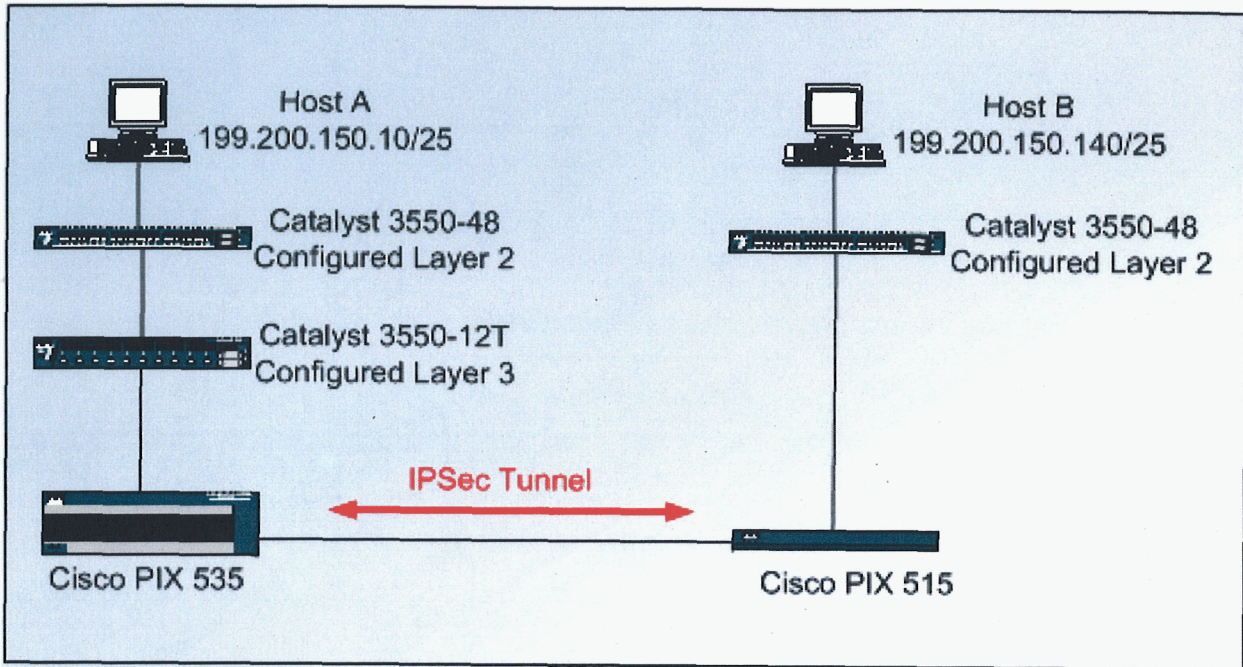 Host A
199.200.150.10/25
Host B
199.200.150.140/25
Catalyst 3550-48
Configured Layer 2
Catalyst 3550-48
Configured Layer 2
Catalyst 3550-12T
Configured Layer 3
IPSec Tunnel
Cisco PIX 535
Cisco PIX 515